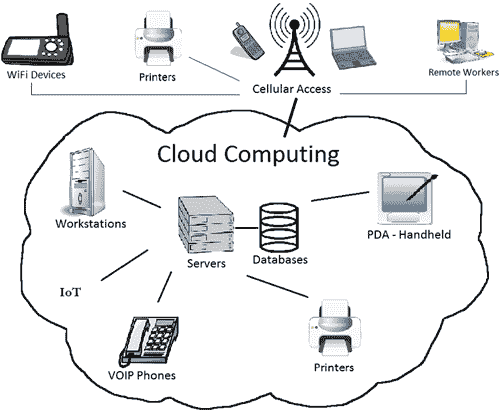 WiFi Devices
Printers
Cellular Access
Remote Workers
Cloud Computing
Workstations
Servers
Databases
PDA - Handheld
IoT
VOIP Phones
Printers